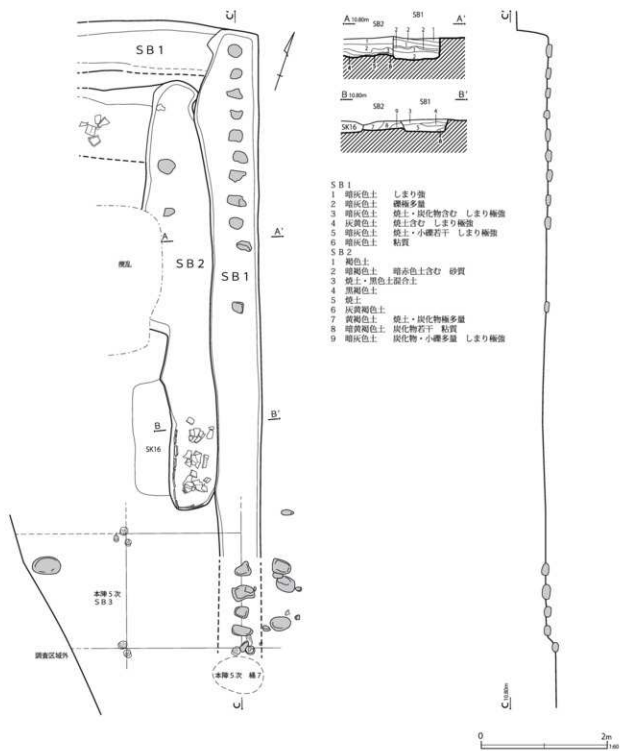 C'
SB1
SB2
SB1
A
A'
B
B'
SK16
撹乱
本陣5次
SB3
調査区域外
本陣5次 桶7
C
A 10.80m
A'
SB2
SB1
B 10.80m
B'
SB2
SB1
SK16
SB1
1 暗灰色土 しまり強
2 暗灰色土 礫極多量
3 暗灰色土 焼土・炭化物含む しまり極強
4 灰黄色土 焼土含む しまり極強
5 暗灰色土 焼土・小礫若干 しまり極強
6 暗灰色土 粘質
SB2
1 褐色土
2 暗褐色土 暗赤色土含む 砂質
3 焼土・黒色土混合土
4 黒褐色土
5 焼土
6 灰黄褐色土
7 黄褐色土 焼土・炭化物極多量
8 暗黄褐色土 炭化物若干 粘質
9 暗灰色土 炭化物・小礫多量 しまり極強
C'
C 10.80m
0 2m
1:60